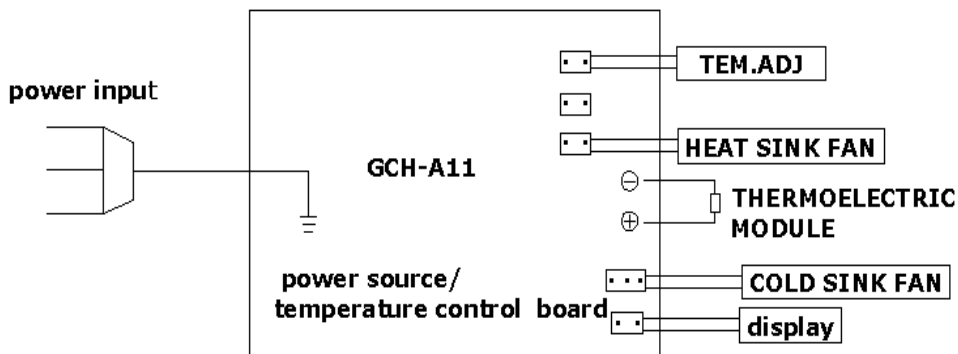 TEM.ADJ
power input
HEAT SINK FAN
GCH-A11
THERMOELECTRIC
MODULE
power source/
COLD SINK FAN
temperature control board
display